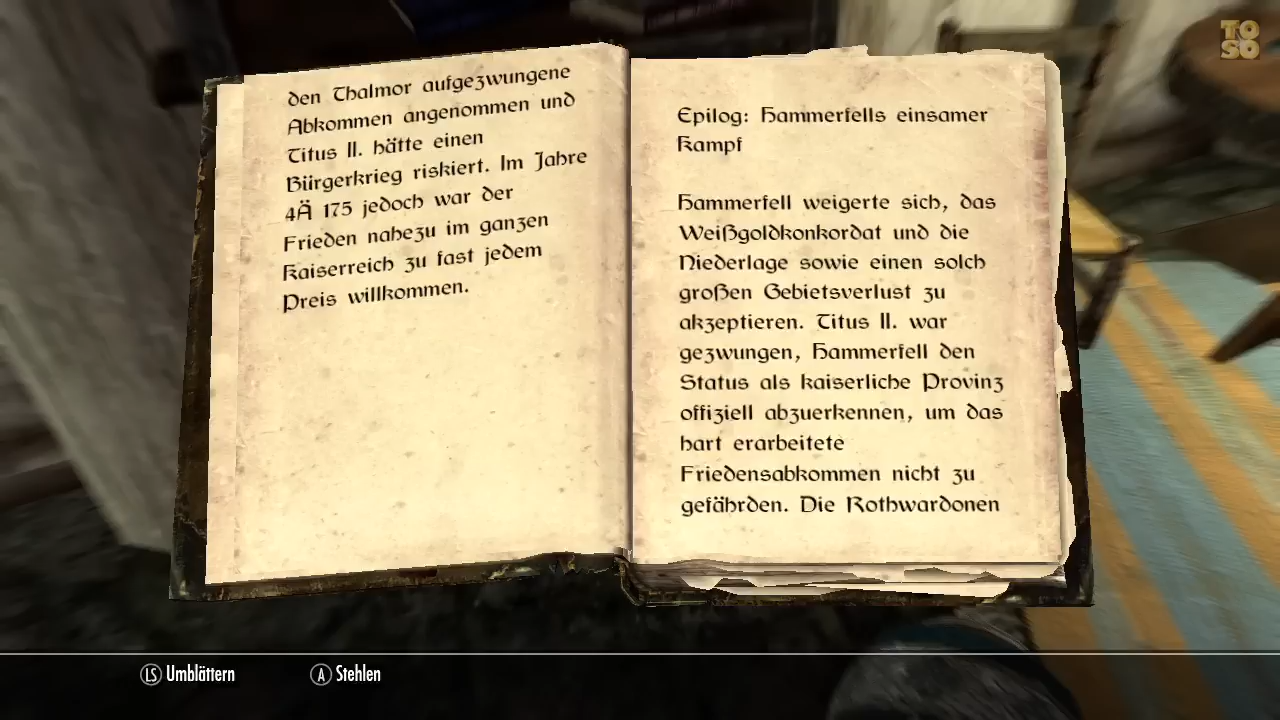 den Thalmor aufgezwungene
Abkommen angenommen und
Titus II. hätte einen
Bürgerkrieg riskiert. Im Jahre
4Ä 175 jedoch war der
Frieden nahezu im ganzen
Kaiserreich zu fast jedem
Preis willkommen.
Epilog: Hammerfells einsamer
Kampf
Hammerfell weigerte sich, das
Weißgoldkonkordat und die
Niederlage sowie einen solch
großen Gebietsverlust zu
akzeptieren. Titus II. war
gezwungen, Hammerfell den
Status als kaiserliche Provinz
offiziell abzuerkennen, um das
hart erarbeitete
Friedensabkommen nicht zu
gefährden. Die Rothwardonen
TO
SO
LS Umblättern
A Stehlen